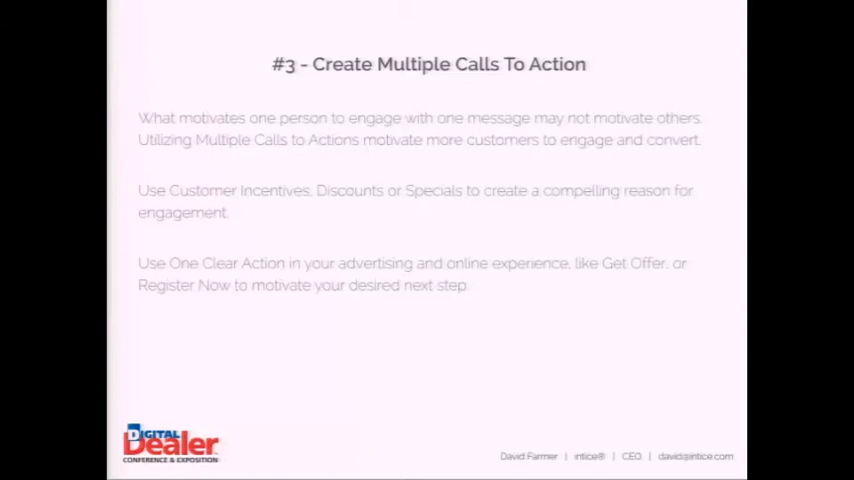 #3 - Create Multiple Calls To Action
What motivates one person to engage with one message may not motivate others.
Utilizing Multiple Calls to Actions motivate more customers to engage and convert.
Use Customer Incentives, Discounts or Specials to create a compelling reason for
engagement.
Use One Clear Action in your advertising and online experience, like Get Offer, or
Register Now to motivate your desired next step.
DIGITAL
Dealer
CONFERENCE & EXPOSITION
David Farmer | intice® | CEO | david@intice.com